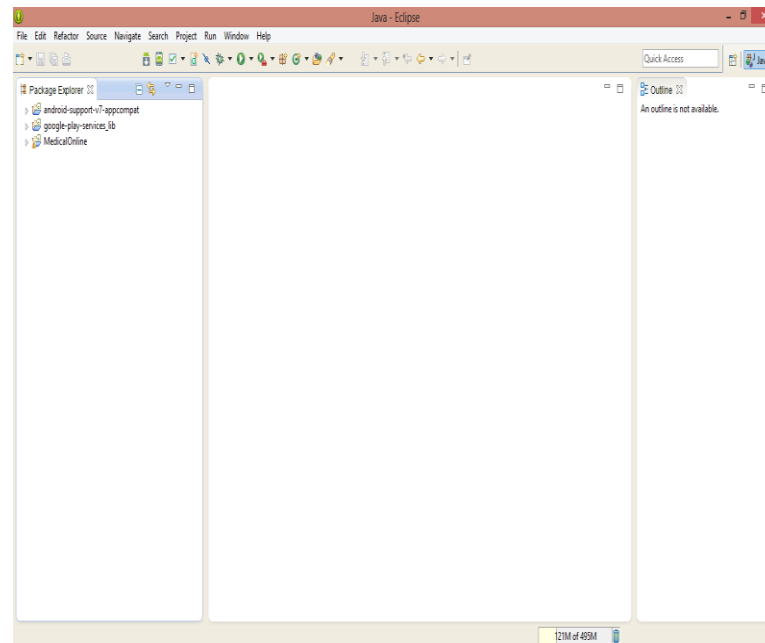 Java - Eclipse
File Edit Refactor Source Navigate Search Project Run Window Help
Quick Access
Jav
Package Explorer
Outline
android-support-v7-appcompat
An outline is not available.
google-play-services_lib
MedicalOnline
121M of 495M